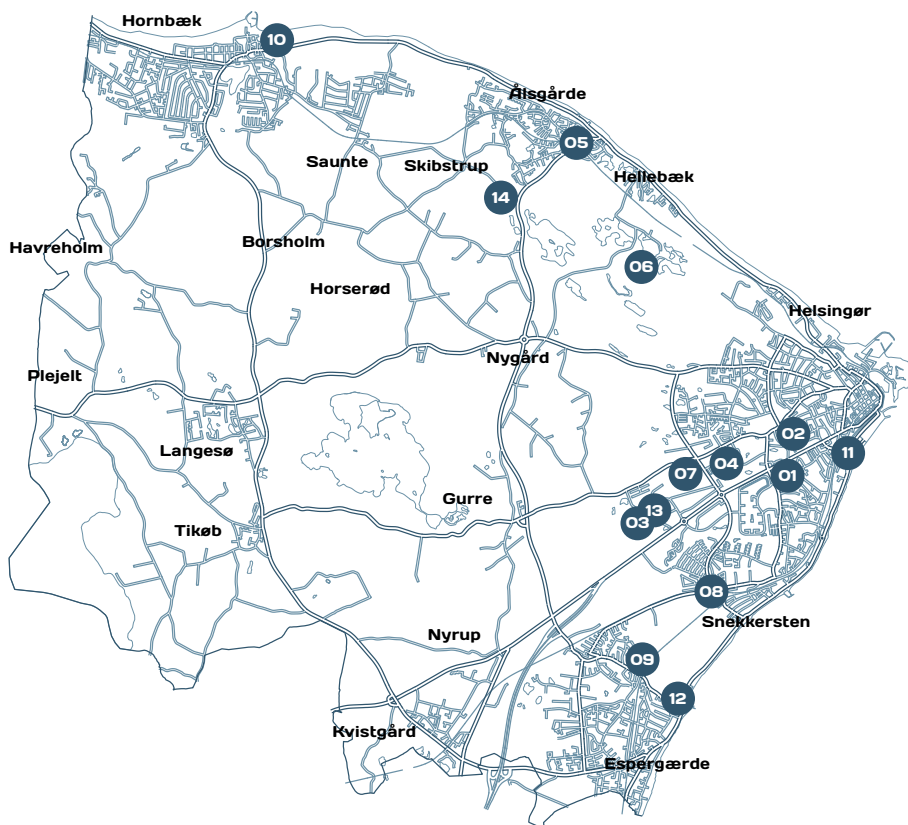 Hornbæk
10
Ålsgårde
05
Saunte
Skibstrup
Hellebæk
14
Havreholm
Borsholm
06
Horserød
Helsingør
Nygård
Plejelt
02
Langesø
11
04
07
01
Gurre
13
03
Tikøb
08
Snekkersten
Nyrup
09
12
Kvistgård
Espergærde